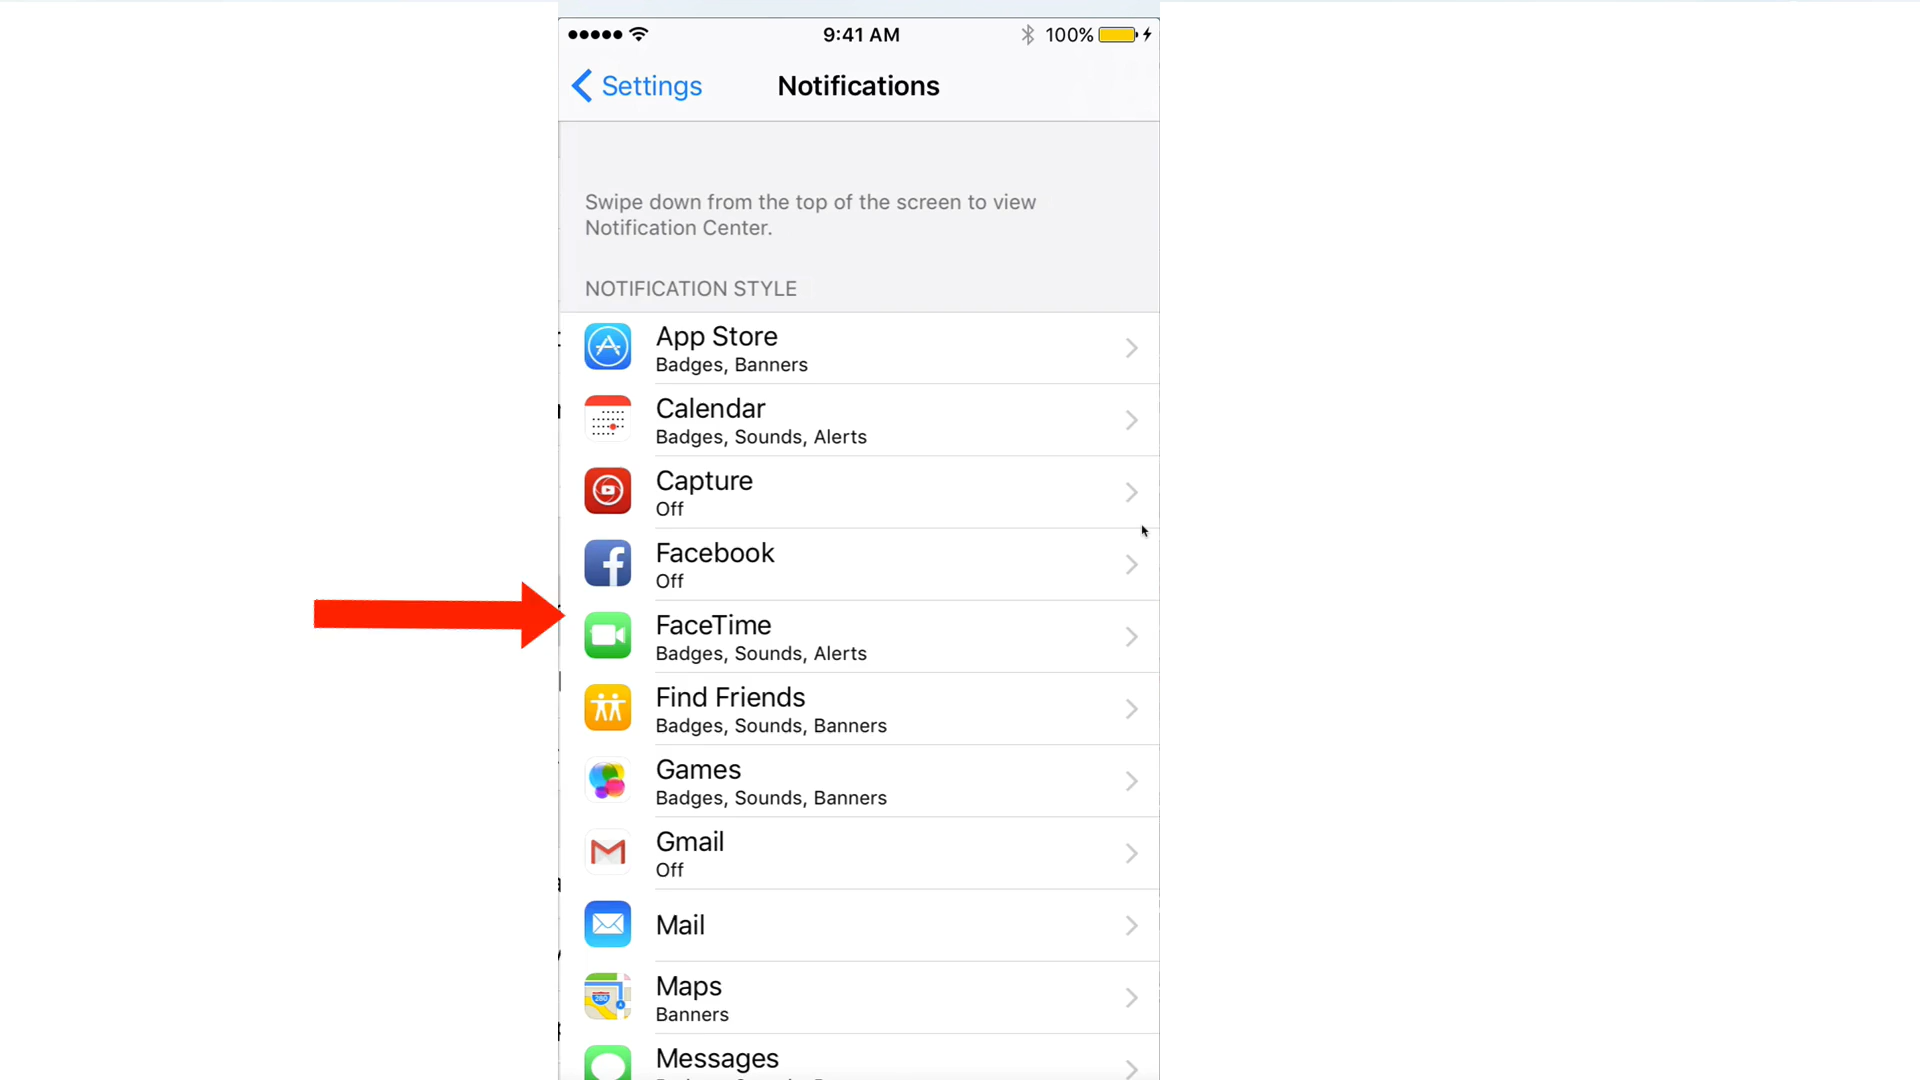 9:41 AM
100%
Settings
Notifications
Swipe down from the top of the screen to view
Notification Center.
NOTIFICATION STYLE
App Store
Badges, Banners
Calendar
Badges, Sounds, Alerts
Capture
Off
Facebook
Off
FaceTime
Badges, Sounds, Alerts
Find Friends
Badges, Sounds, Banners
Games
Badges, Sounds, Banners
Gmail
Off
Mail
Maps
Banners
Messages